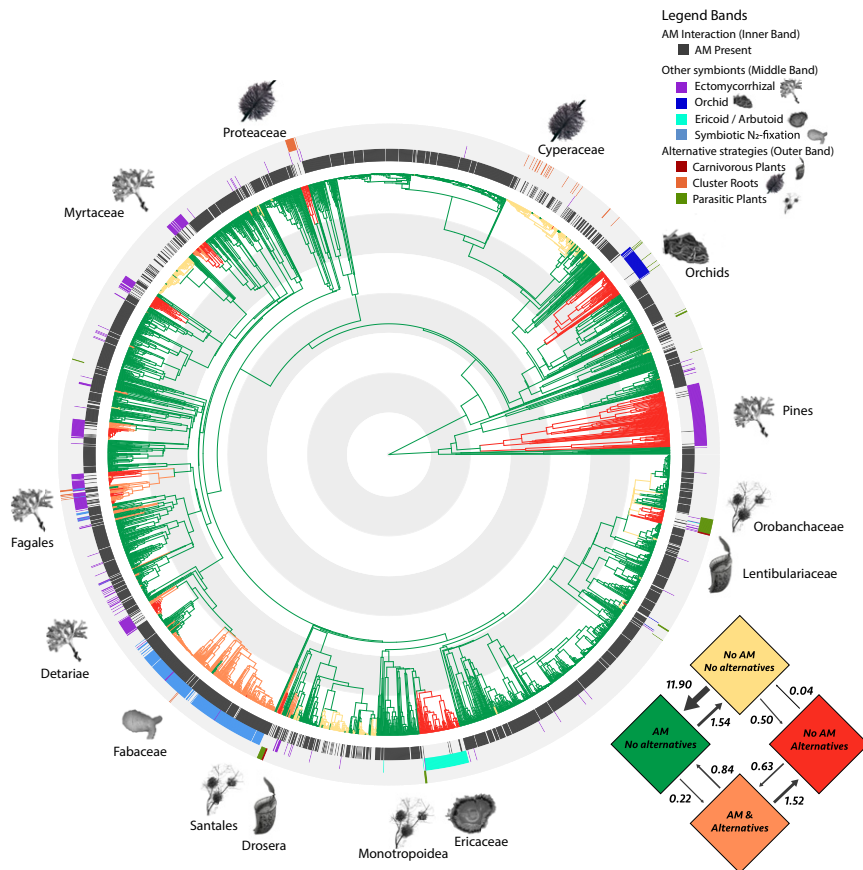 Legend Bands
AM Interaction (Inner Band)
AM Present
Other symbionts (Middle Band)
Ectomycorrhizal
Orchid
Ericoid / Arbutoid
Symbiotic N₂-fixation
Alternative strategies (Outer Band)
Carnivorous Plants
Cluster Roots
Parasitic Plants
Proteaceae
Cyperaceae
Myrtaceae
Orchids
Pines
Orobanchaceae
Fagales
Lentibulariaceae
Detariae
Fabaceae
Santales
Drosera
Monotropoidea
Ericaceae
No AM
No alternatives
11.90
0.04
1.54
0.50
AM
No alternatives
No AM
Alternatives
0.84
0.63
0.22
1.52
AM &
Alternatives